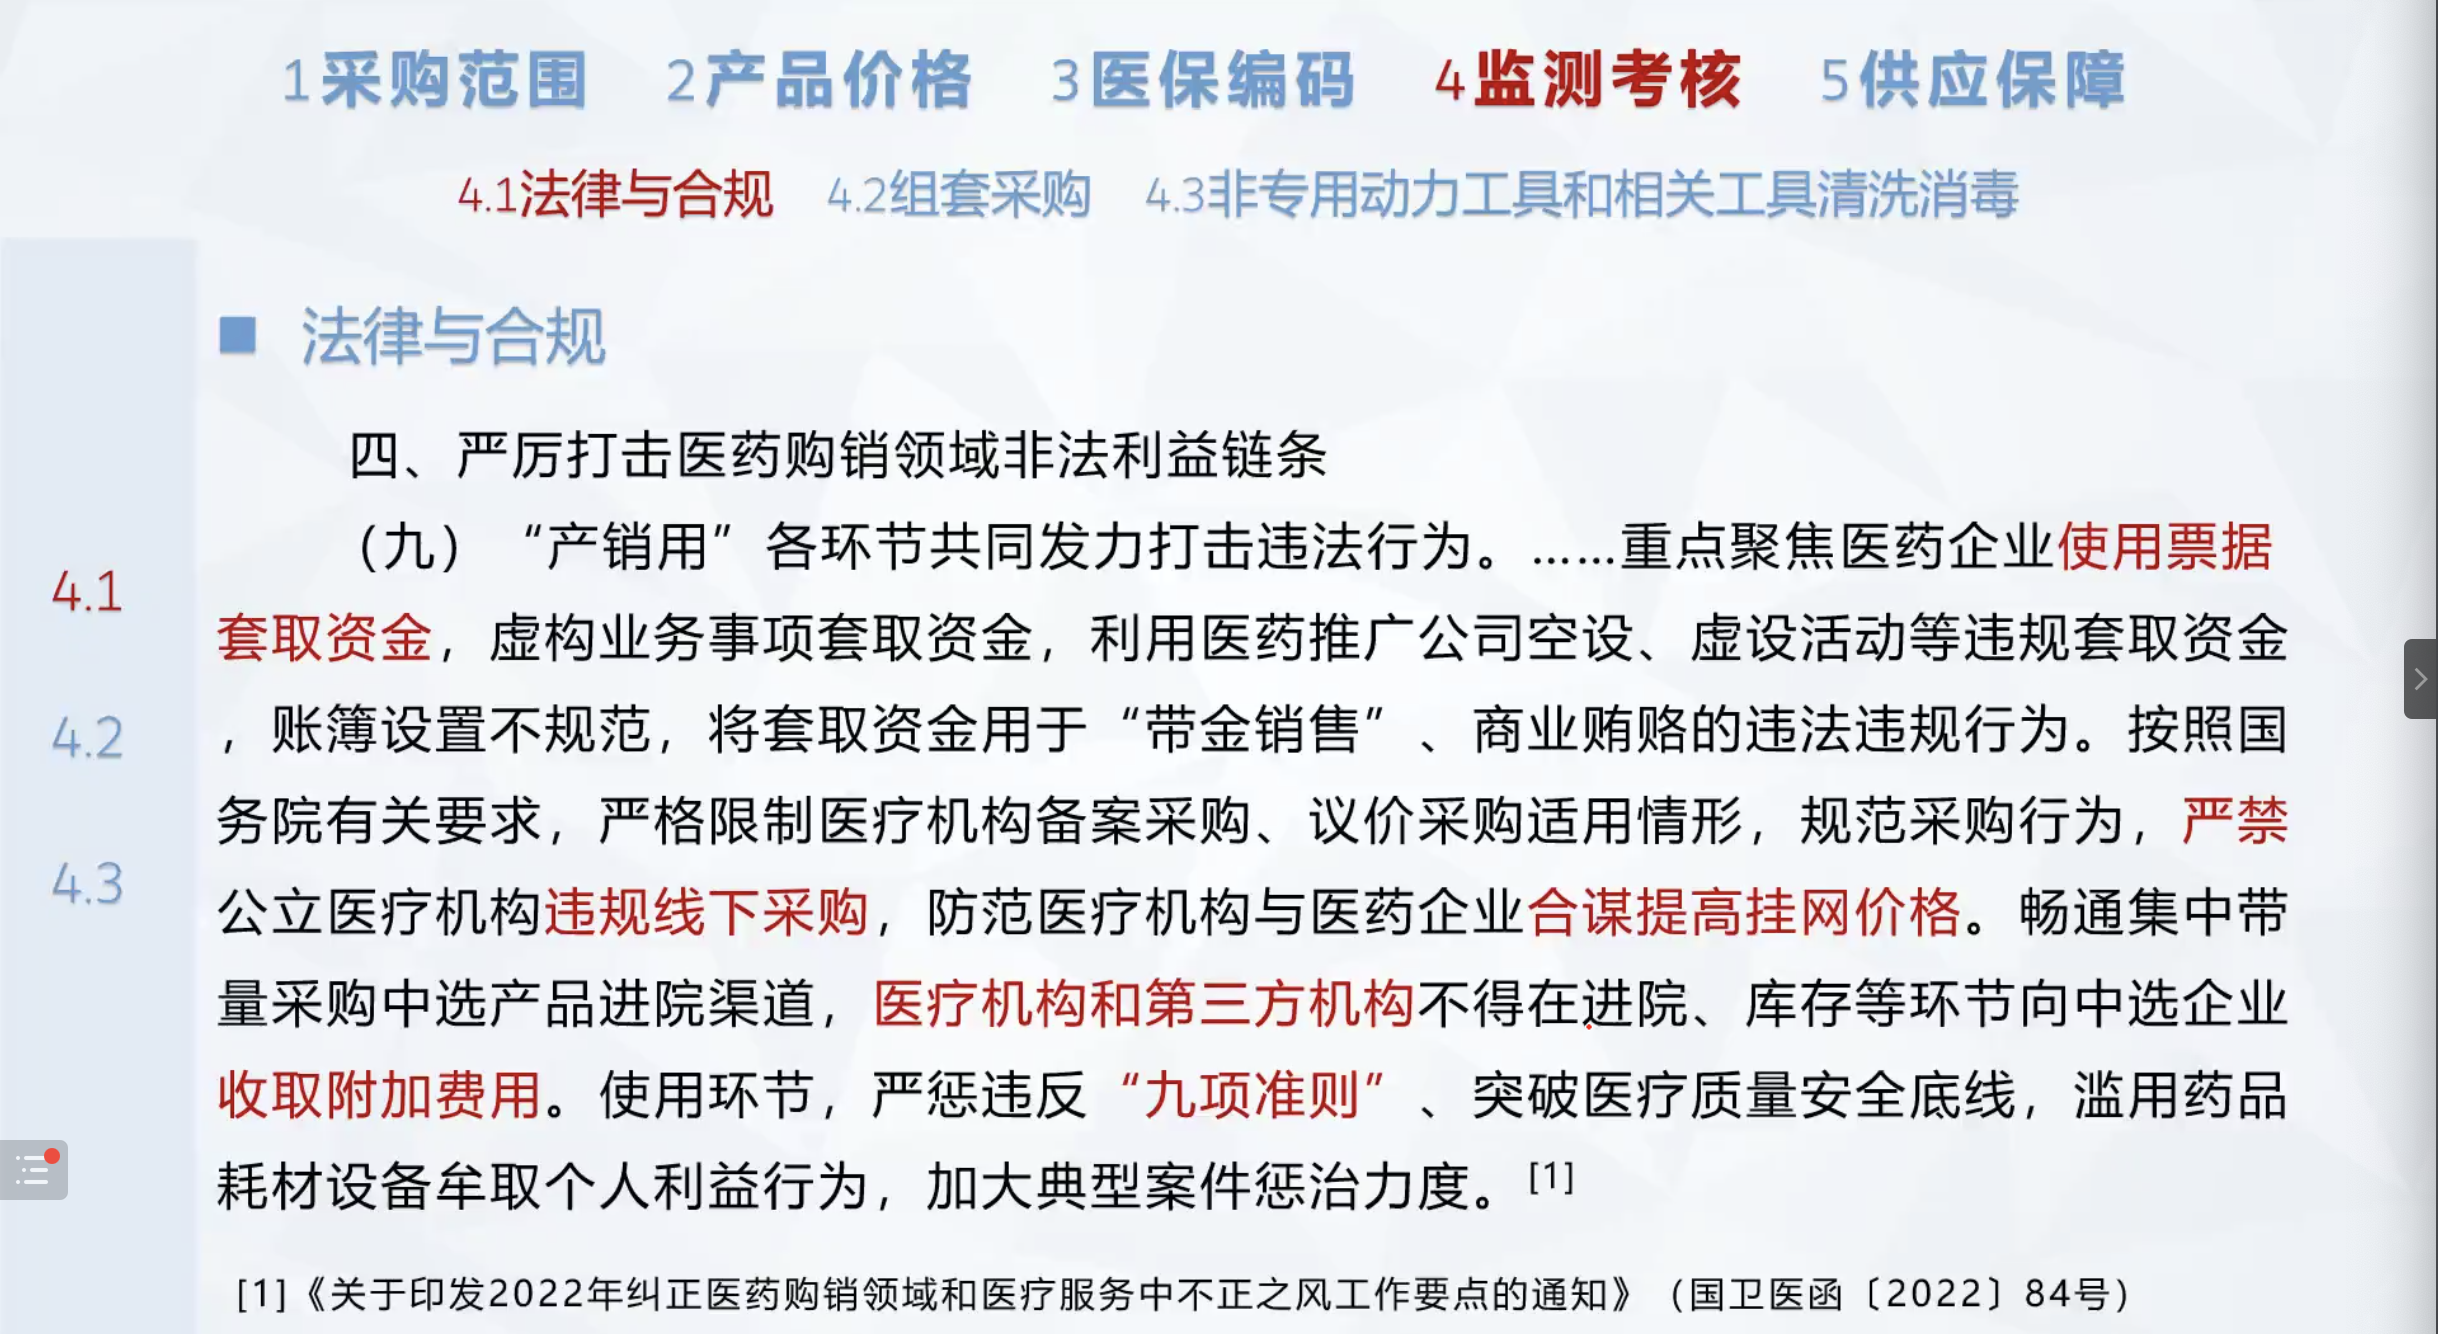 1采购范围 2产品价格 3医保编码 4监测考核 5供应保障
4.1法律与合规 4.2组套采购 4.3非专用动力工具和相关工具清洗消毒
法律与合规
四、严厉打击医药购销领域非法利益链条
（九）“产销用”各环节共同发力打击违法行为。……重点聚焦医药企业使用票据
套取资金，虚构业务事项套取资金，利用医药推广公司空设、虚设活动等违规套取资金
，账簿设置不规范，将套取资金用于“带金销售”、商业贿赂的违法违规行为。按照国
务院有关要求，严格限制医疗机构备案采购、议价采购适用情形，规范采购行为，严禁
公立医疗机构违规线下采购，防范医疗机构与医药企业合谋提高挂网价格。畅通集中带
量采购中选产品进院渠道，医疗机构和第三方机构不得在进院、库存等环节向中选企业
收取附加费用。使用环节，严惩违反“九项准则”、突破医疗质量安全底线，滥用药品
耗材设备牟取个人利益行为，加大典型案件惩治力度。[1]
4.1
4.2
4.3
[1]《关于印发2022年纠正医药购销领域和医疗服务中不正之风工作要点的通知》（国卫医函〔2022〕84号）